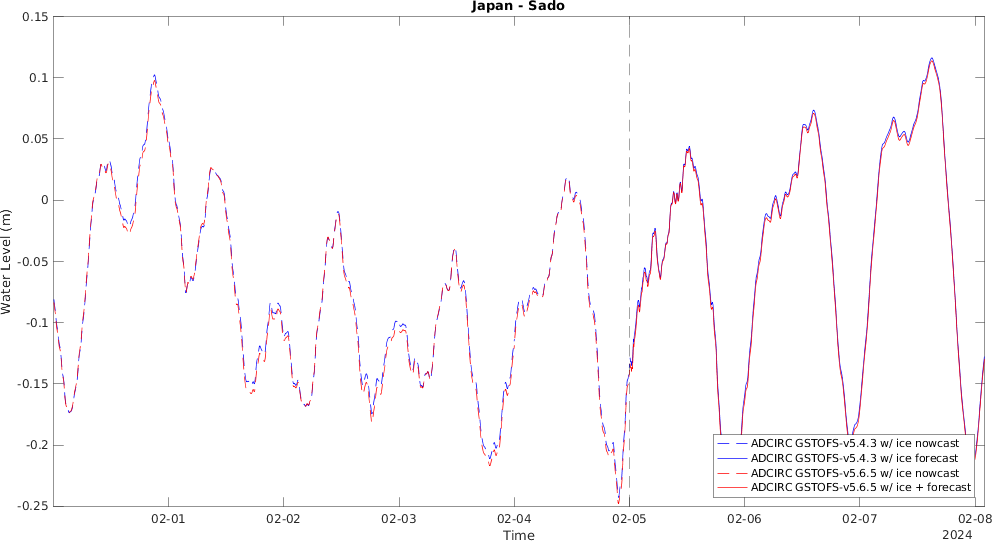 Japan - Sado
0.15
0.1
0.05
0
-0.05
-0.1
-0.15
-0.2
-0.25
Water Level (m)
ADCIRC GSTOFS-v5.4.3 w/ ice nowcast
ADCIRC GSTOFS-v5.4.3 w/ ice forecast
ADCIRC GSTOFS-v5.6.5 w/ ice nowcast
ADCIRC GSTOFS-v5.6.5 w/ ice + forecast
02-01 02-02 02-03 02-04 02-05 02-06 02-07 02-08
Time
2024